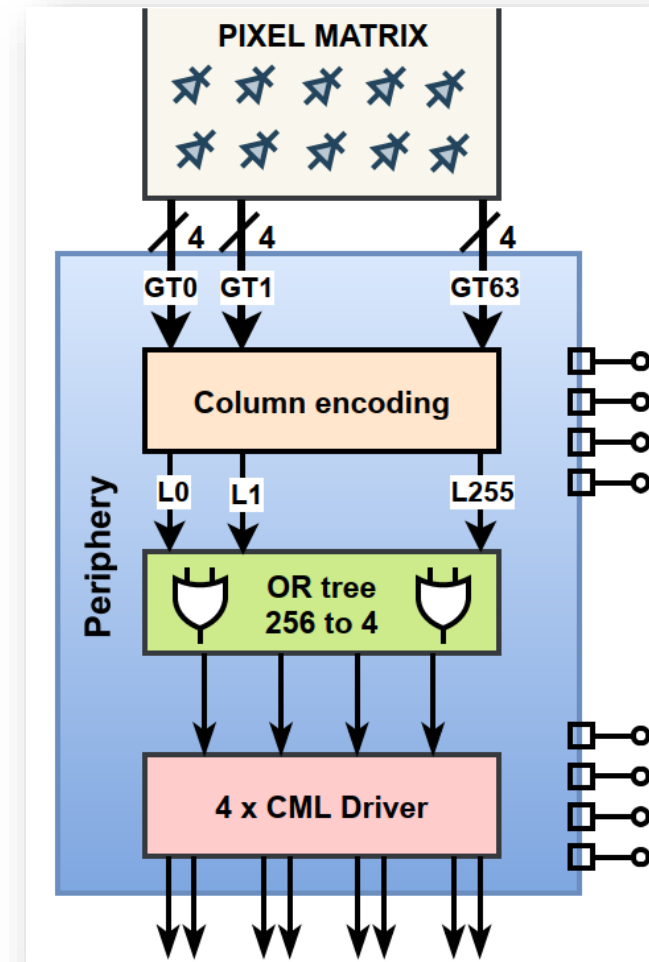 PIXEL MATRIX
4 4 4
GT0 GT1 GT63
Column encoding
L0 L1 L255
Periphery
OR tree
256 to 4
4 x CML Driver